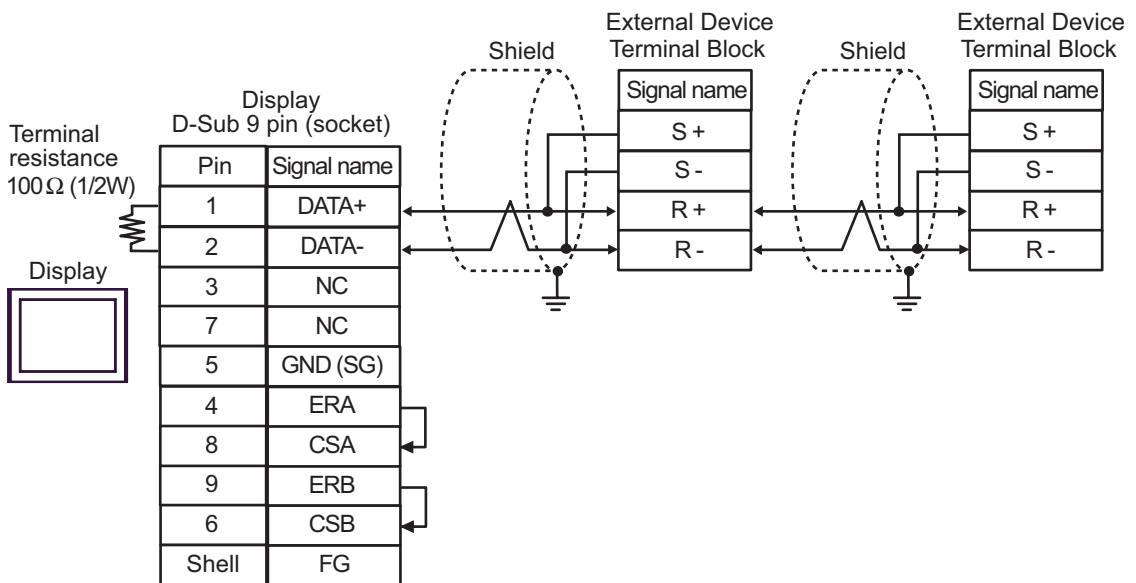 External Device
Terminal Block
External Device
Terminal Block
Shield
Shield
Signal name
S +
S -
R +
R -
Signal name
S +
S -
R +
R -
Display
D-Sub 9 pin (socket)
Terminal
resistance
100Ω (1/2W)
Display
Pin Signal name
1 DATA+
2 DATA-
3 NC
7 NC
5 GND (SG)
4 ERA
8 CSA
9 ERB
6 CSB
Shell FG